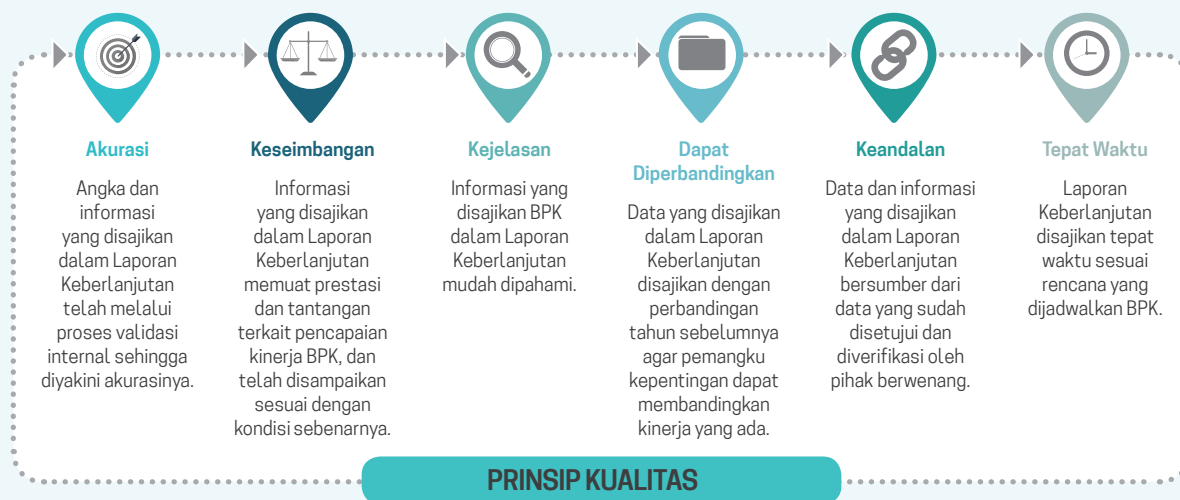 Akurasi
Angka dan
informasi
yang disajikan
dalam Laporan
Keberlanjutan
telah melalui
proses validasi
internal sehingga
diyakini akurasinya.
Keseimbangan
Informasi
yang disajikan
dalam Laporan
Keberlanjutan
memuat prestasi
dan tantangan
terkait pencapaian
kinerja BPK, dan
telah disampaikan
sesuai dengan
kondisi sebenarnya.
Kejelasan
Informasi yang
disajikan BPK
dalam Laporan
Keberlanjutan
mudah dipahami.
Dapat
Diperbandingkan
Data yang disajikan
dalam Laporan
Keberlanjutan
disajikan dengan
perbandingan
tahun sebelumnya
agar pemangku
kepentingan dapat
membandingkan
kinerja yang ada.
Keandalan
Data dan informasi
yang disajikan
dalam Laporan
Keberlanjutan
bersumber dari
data yang sudah
disetujui dan
diverifikasi oleh
pihak berwenang.
Tepat Waktu
Laporan
Keberlanjutan
disajikan tepat
waktu sesuai
rencana yang
dijadwalkan BPK.
PRINSIP KUALITAS